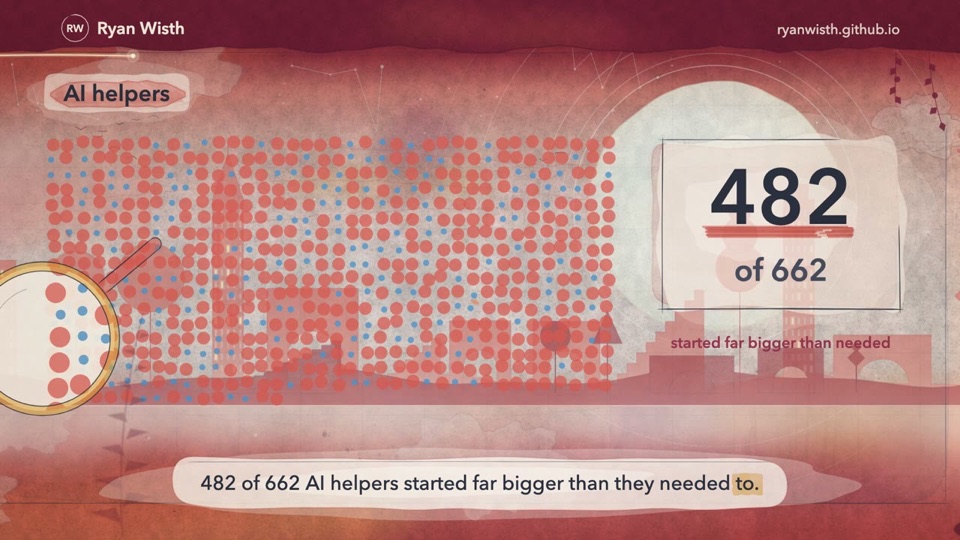 RW Ryan Wisth
ryanwisth.github.io
AI helpers
482
of 662
started far bigger than needed
482 of 662 AI helpers started far bigger than they needed to.